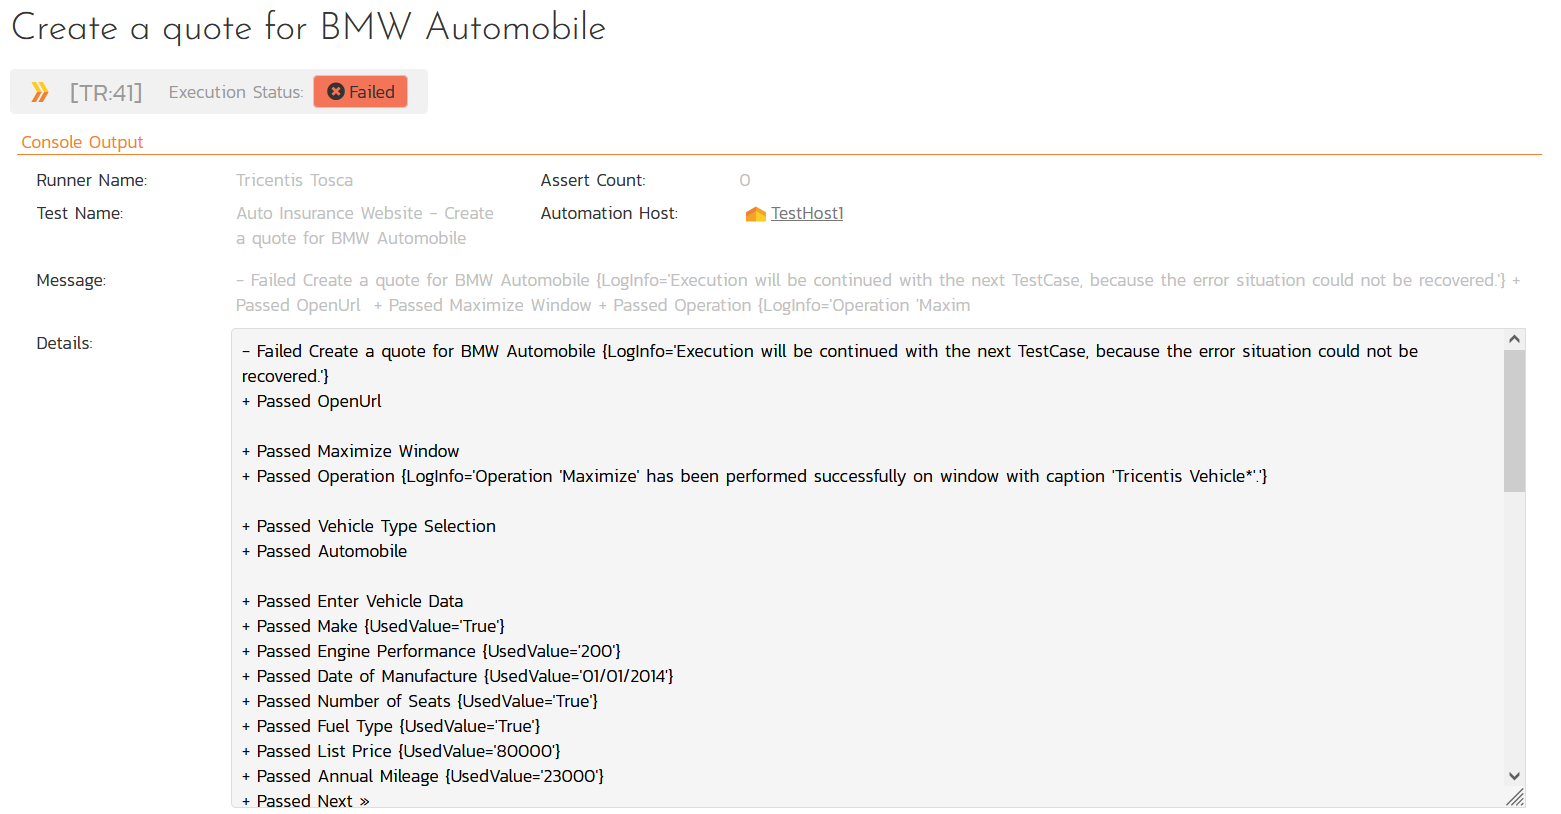 Create a quote for BMW Automobile
[TR:41] Execution Status: Failed
Console Output
Runner Name: Tricentis Tosca Assert Count: 0
Test Name: Auto Insurance Website - Create Automation Host: TestHost1
a quote for BMW Automobile
Message: - Failed Create a quote for BMW Automobile {LogInfo='Execution will be continued with the next TestCase, because the error situation could not be recovered.'} +
Passed OpenUrl + Passed Maximize Window + Passed Operation {LogInfo='Operation 'Maxim
Details:
- Failed Create a quote for BMW Automobile {LogInfo='Execution will be continued with the next TestCase, because the error situation could not be
recovered.'}
+ Passed OpenUrl
+ Passed Maximize Window
+ Passed Operation {LogInfo='Operation 'Maximize' has been performed successfully on window with caption 'Tricentis Vehicle*'.'}
+ Passed Vehicle Type Selection
+ Passed Automobile
+ Passed Enter Vehicle Data
+ Passed Make {UsedValue='True'}
+ Passed Engine Performance {UsedValue='200'}
+ Passed Date of Manufacture {UsedValue='01/01/2014'}
+ Passed Number of Seats {UsedValue='True'}
+ Passed Fuel Type {UsedValue='True'}
+ Passed List Price {UsedValue='80000'}
+ Passed Annual Mileage {UsedValue='23000'}
+ Passed Next »